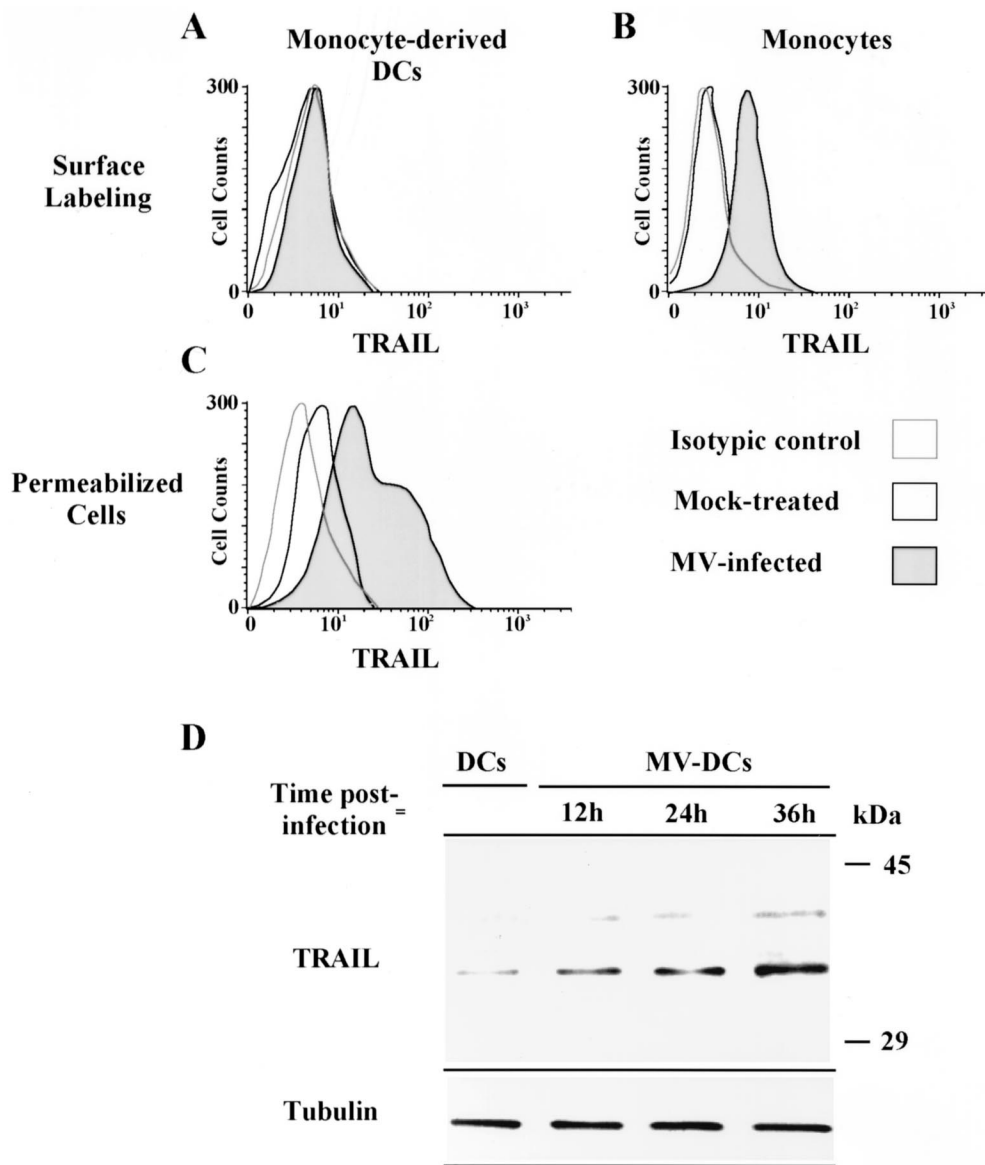 A
Monocyte-derived
DCs
B
Monocytes
Surface
Labeling
300
Cell Counts
0
0 10¹ 10² 10³
TRAIL
300
Cell Counts
0
0 10¹ 10² 10³
TRAIL
C
Permeabilized
Cells
300
Cell Counts
0
0 10¹ 10² 10³
TRAIL
Isotypic control
Mock-treated
MV-infected
D
DCs MV-DCs
Time post-
infection =
12h 24h 36h kDa
45
TRAIL
29
Tubulin